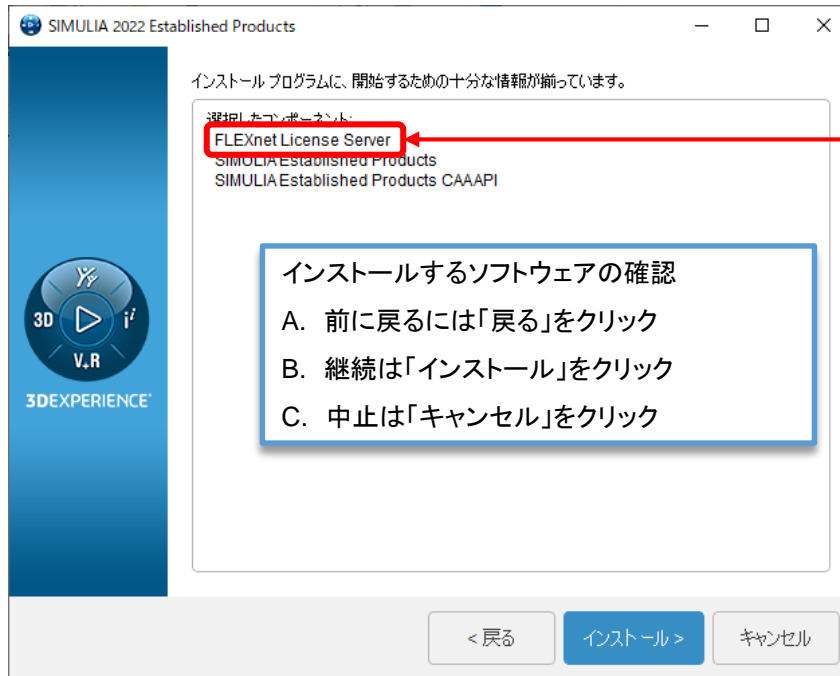 SIMULIA 2022 Established Products
インストール プログラムに、開始するための十分な情報が揃っています。
選択したコンポーネント:
FLEXnet License Server
SIMULIA Established Products
SIMULIA Established Products CAAAPI
インストールするソフトウェアの確認
A. 前に戻るには「戻る」をクリック
B. 継続は「インストール」をクリック
C. 中止は「キャンセル」をクリック
3D
i²
V+R
3DEXPERIENCE
< 戻る
インストール >
キャンセル